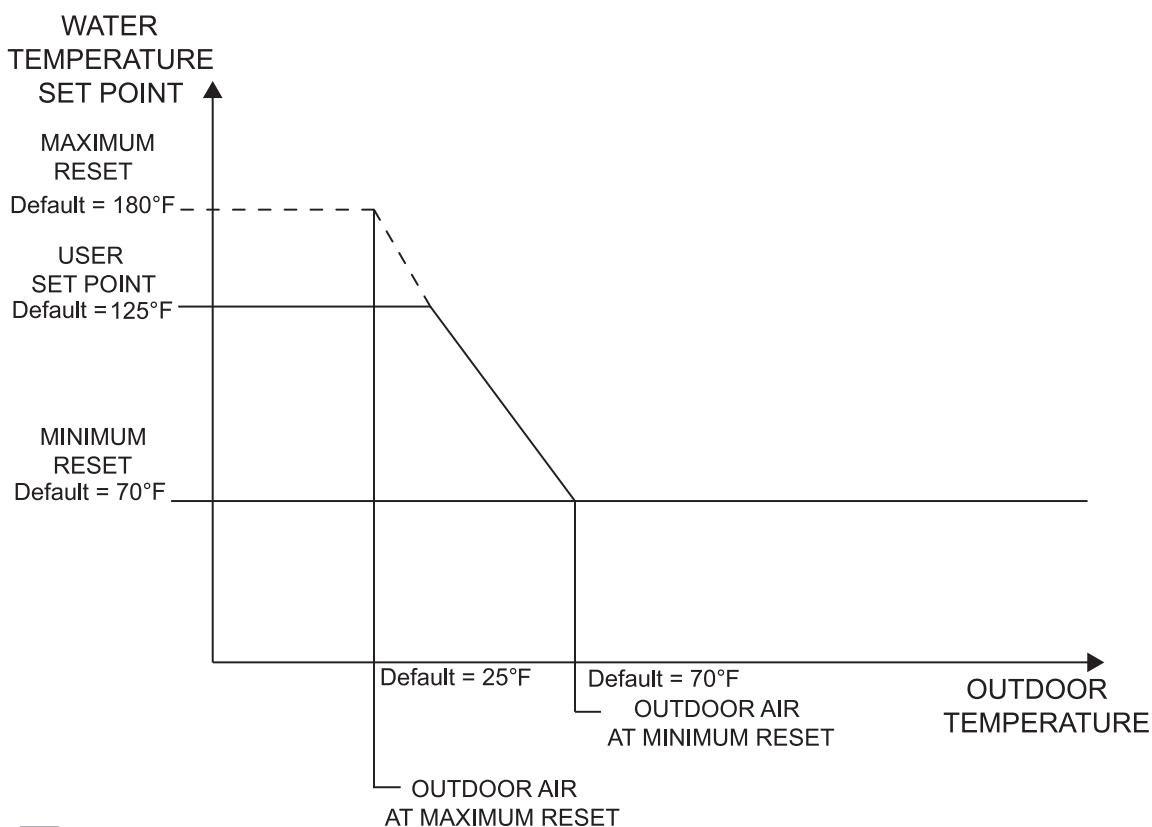 WATER
TEMPERATURE
SET POINT
MAXIMUM
RESET
Default = 180°F
USER
SET POINT
Default =125°F
MINIMUM
RESET
Default = 70°F
Default = 25°F
Default = 70°F
OUTDOOR AIR
AT MINIMUM RESET
OUTDOOR
TEMPERATURE
OUTDOOR AIR
AT MAXIMUM RESET